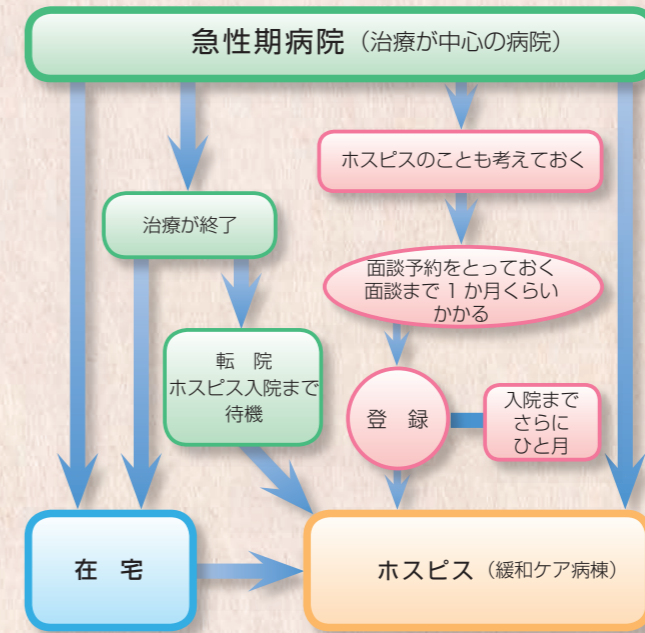 急性期病院（治療が中心の病院）
ホスピスのことも考えておく
治療が終了
面談予約をとっておく
面談まで1か月くらい
かかる
転　院
ホスピス入院まで
待機
登　録
入院まで
さらに
ひと月
在　宅
ホスピス（緩和ケア病棟）